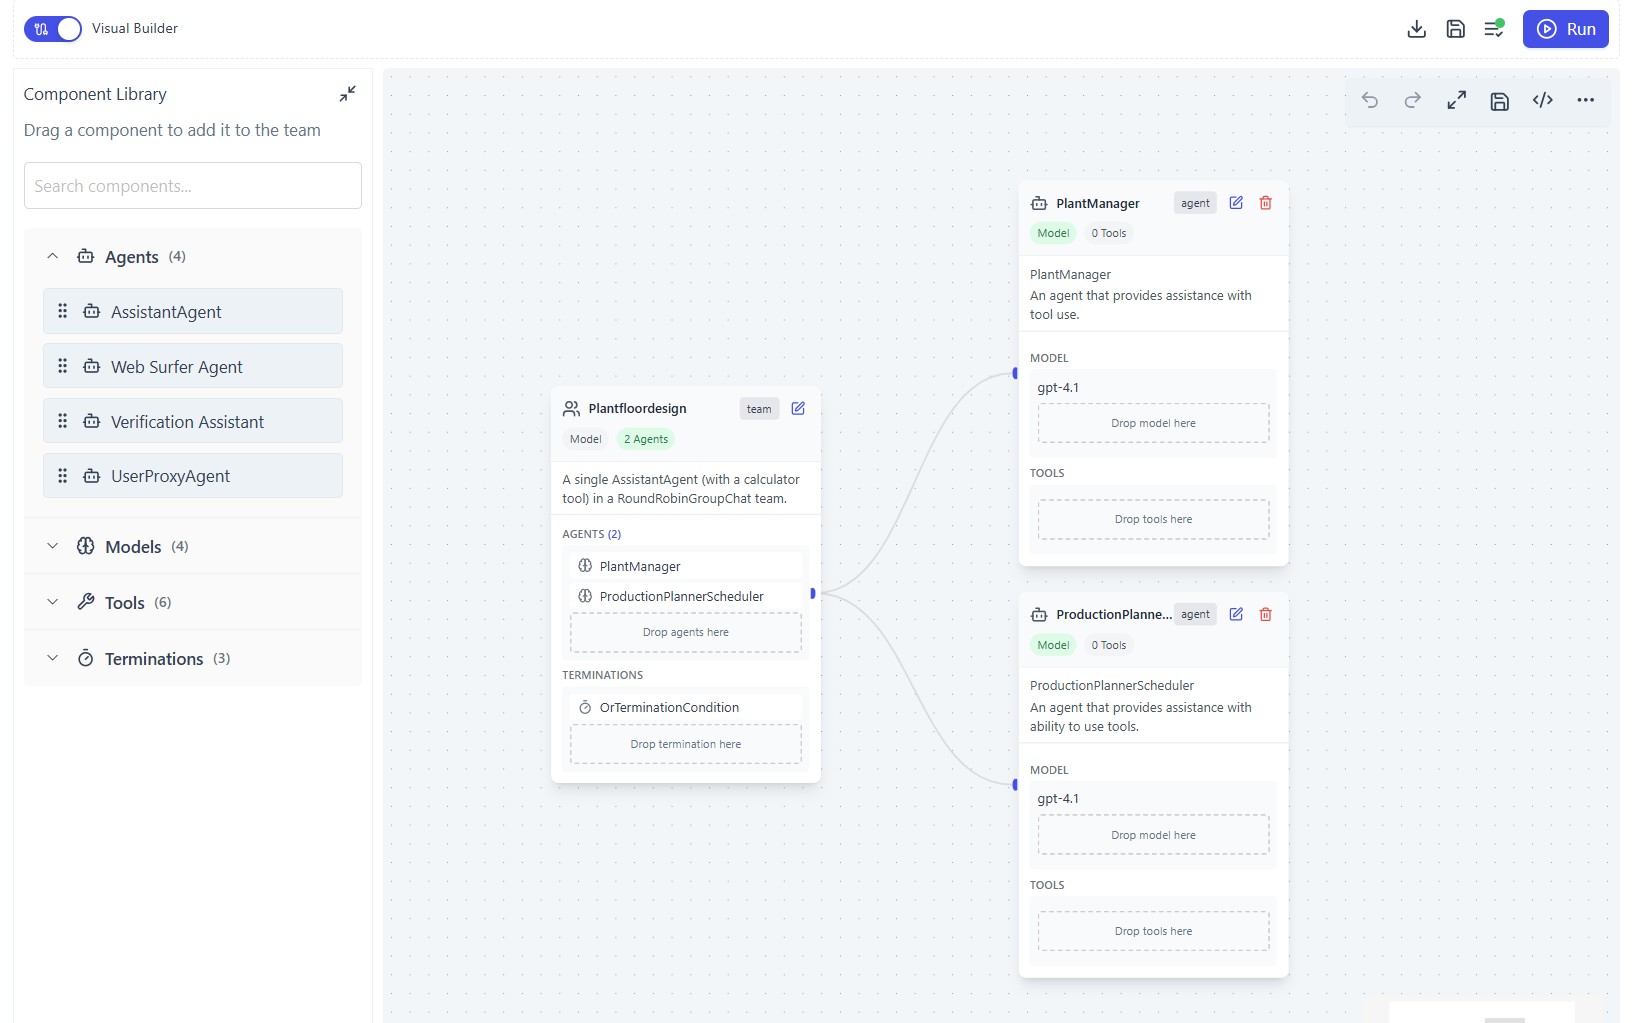 Visual Builder
Run
Component Library
Drag a component to add it to the team
Search components...
Agents (4)
AssistantAgent
Web Surfer Agent
Verification Assistant
UserProxyAgent
Models (4)
Tools (6)
Terminations (3)
Plantfloordesign team
Model 2 Agents
A single AssistantAgent (with a calculator
tool) in a RoundRobinGroupChat team.
AGENTS (2)
PlantManager
ProductionPlannerScheduler
Drop agents here
TERMINATIONS
OrTerminationCondition
Drop termination here
PlantManager agent
Model 0 Tools
PlantManager
An agent that provides assistance with
tool use.
MODEL
gpt-4.1
Drop model here
TOOLS
Drop tools here
ProductionPlanne... agent
Model 0 Tools
ProductionPlannerScheduler
An agent that provides assistance with
ability to use tools.
MODEL
gpt-4.1
Drop model here
TOOLS
Drop tools here